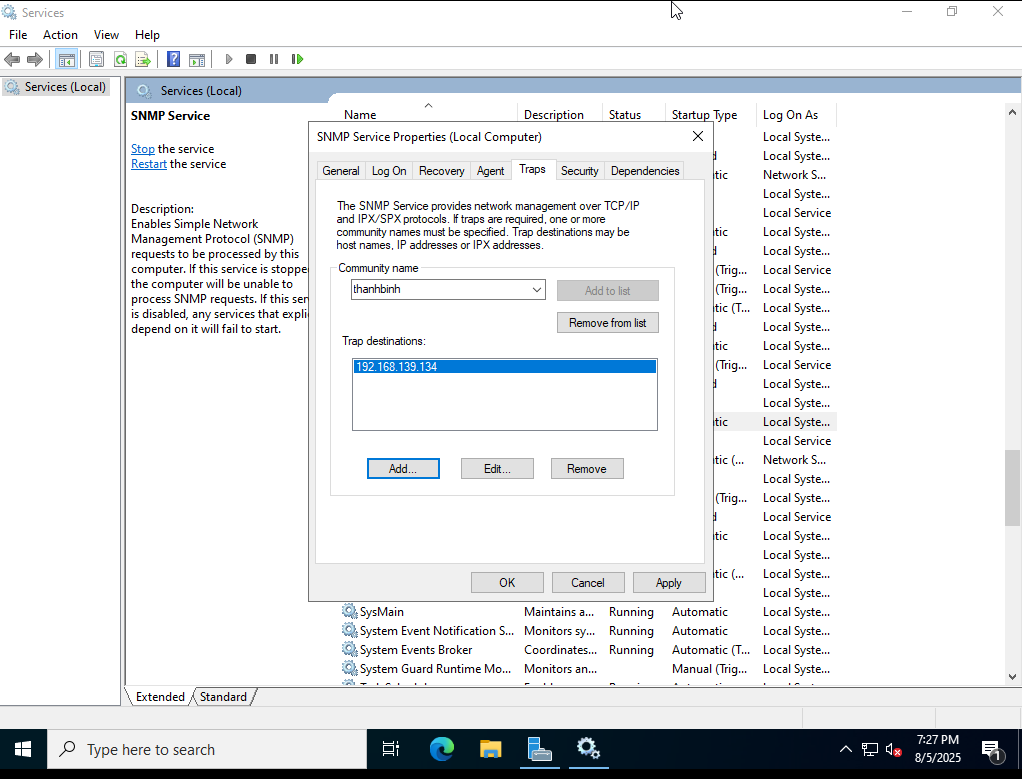 Services
File Action View Help
Services (Local)
Services (Local)
SNMP Service
Stop the service
Restart the service
Description:
Enables Simple Network
Management Protocol (SNMP)
requests to be processed by this
computer. If this service is stoppe
the computer will be unable to
process SNMP requests. If this ser
is disabled, any services that expli
depend on it will fail to start.
Name Description Status Startup Type Log On As
SNMP Service Properties (Local Computer)
General Log On Recovery Agent Traps Security Dependencies
The SNMP Service provides network management over TCP/IP
and IPX/SPX protocols. If traps are required, one or more
community names must be specified. Trap destinations may be
host names, IP addresses or IPX addresses.
Community name
thanhbinh
Add to list
Remove from list
Trap destinations:
192.168.139.134
Add... Edit... Remove
OK Cancel Apply
Local Syste...
d Local Syste...
tic Network S...
Local Syste...
Local Service
tic Local Syste...
d Local Syste...
(Trig... Local Service
(Trig... Local Syste...
tic (T... Local Syste...
d Local Syste...
tic Local Syste...
(Trig... Local Service
d Local Syste...
Local Syste...
tic Local Syste...
Local Service
tic (... Network S...
Local Syste...
(Trig... Local Syste...
d Local Service
tic Local Syste...
Local Syste...
tic (... Local Syste...
Local Syste...
SysMain Maintains a... Running Automatic Local Syste...
System Event Notification S... Monitors sy... Running Automatic Local Syste...
System Events Broker Coordinates... Running Automatic (T... Local Syste...
System Guard Runtime Mo... Monitors an... Manual (Trig... Local Syste...
Extended Standard
Type here to search
7:27 PM
8/5/2025
1